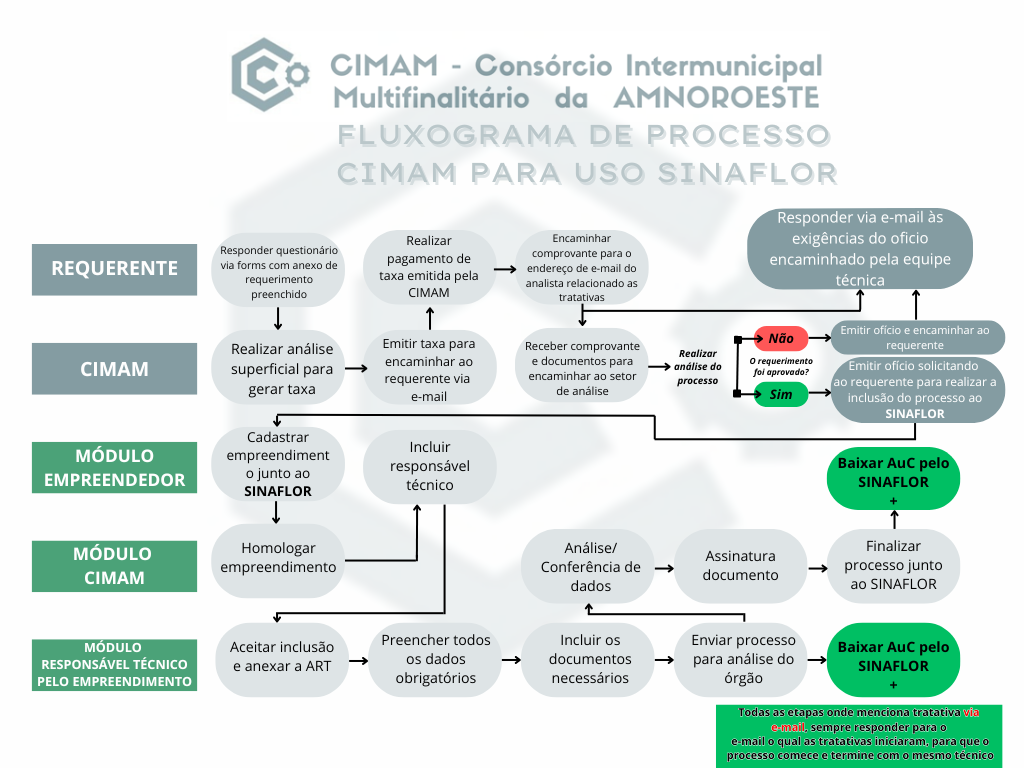 CIMAM - Consórcio Intermunicipal
Multifinalitário da AMNOROESTE
FLUXOGRAMA DE PROCESSO
CIMAM PARA USO SINAFLOR
REQUERENTE
Responder questionário
via forms com anexo de
requerimento
preenchido
Realizar
pagamento de
taxa emitida pela
CIMAM
Encaminhar
comprovante para o
endereço de e-mail do
analista relacionado as
tratativas
Responder via e-mail às
exigências do oficio
encaminhado pela equipe
técnica
CIMAM
Realizar análise
superficial para
gerar taxa
Emitir taxa para
encaminhar ao
requerente via
e-mail
Receber comprovante
e documentos para
encaminhar ao setor
de análise
Realizar
análise do
processo
Não
O requerimento
foi aprovado?
Sim
Emitir ofício e encaminhar ao
requerente
Emitir ofício solicitando
ao requerente para realizar a
inclusão do processo ao
SINAFLOR
MÓDULO
EMPREENDEDOR
Cadastrar
empreendiment
o junto ao
SINAFLOR
Incluir
responsável
técnico
Baixar AuC pelo
SINAFLOR
+
MÓDULO
CIMAM
Homologar
empreendimento
Análise/
Conferência de
dados
Assinatura
documento
Finalizar
processo junto
ao SINAFLOR
MÓDULO
RESPONSÁVEL TÉCNICO
PELO EMPREENDIMENTO
Aceitar inclusão
e anexar a ART
Preencher todos
os dados
obrigatórios
Incluir os
documentos
necessários
Enviar processo
para análise do
órgão
Baixar AuC pelo
SINAFLOR
+
Todas as etapas onde menciona tratativa via
e-mail, sempre responder para o
e-mail o qual as tratativas iniciaram, para que o
processo comece e termine com o mesmo técnico